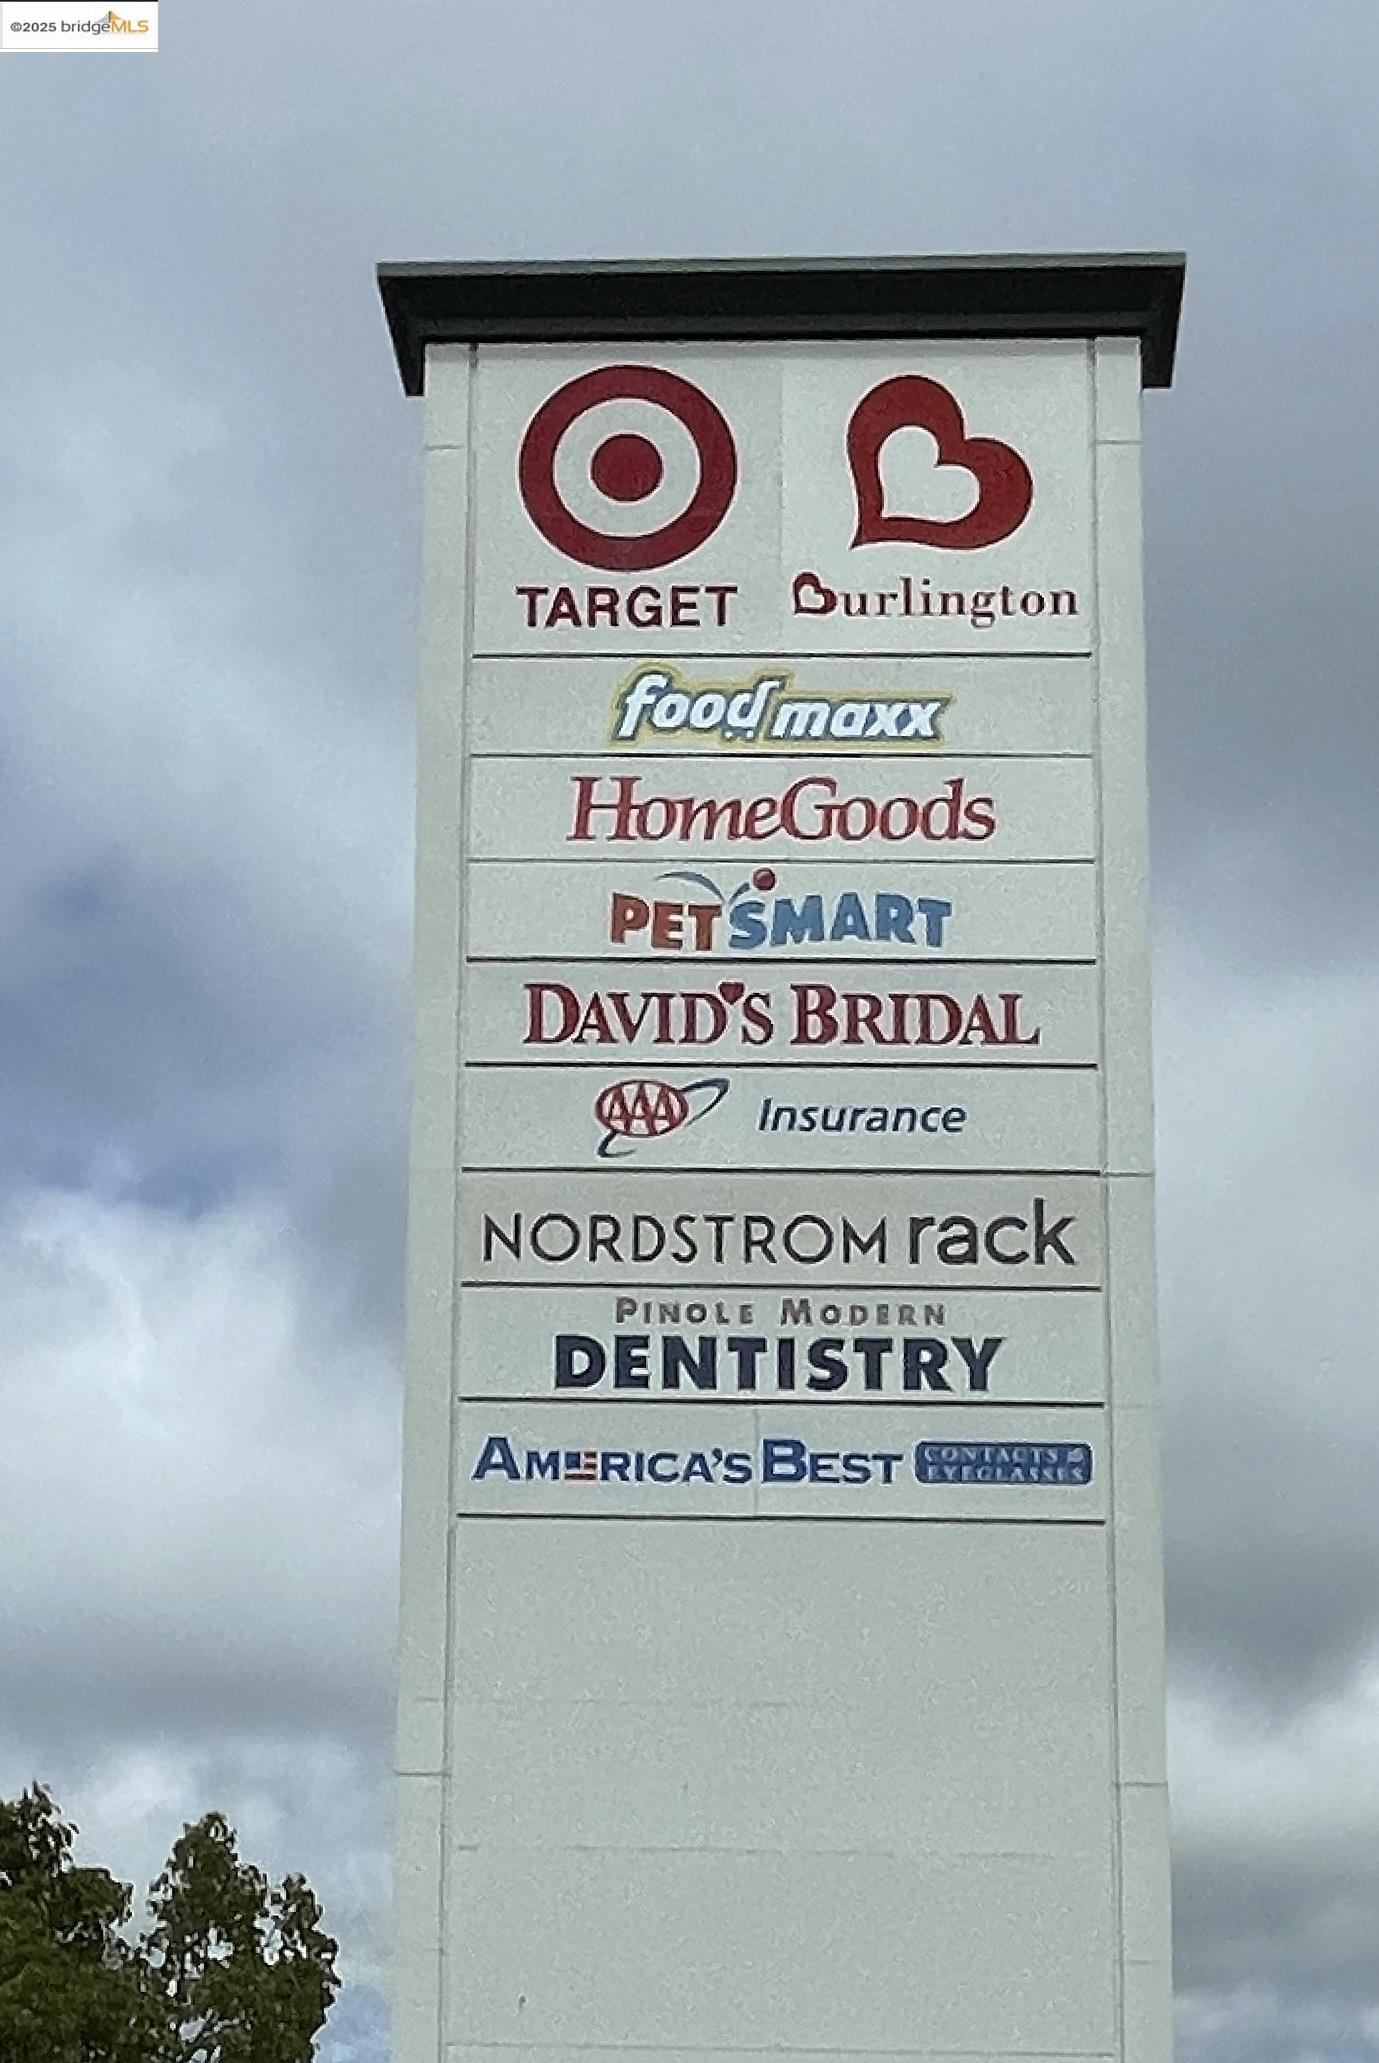 ©2025 bridgeMLS
TARGET
Burlington
food maxx
HomeGoods
PETSMART
DAVID'S BRIDAL
AAA Insurance
NORDSTROM rack
PINOLE MODERN
DENTISTRY
AMERICA'S BEST
CONTACTS &
EYEGLASSES